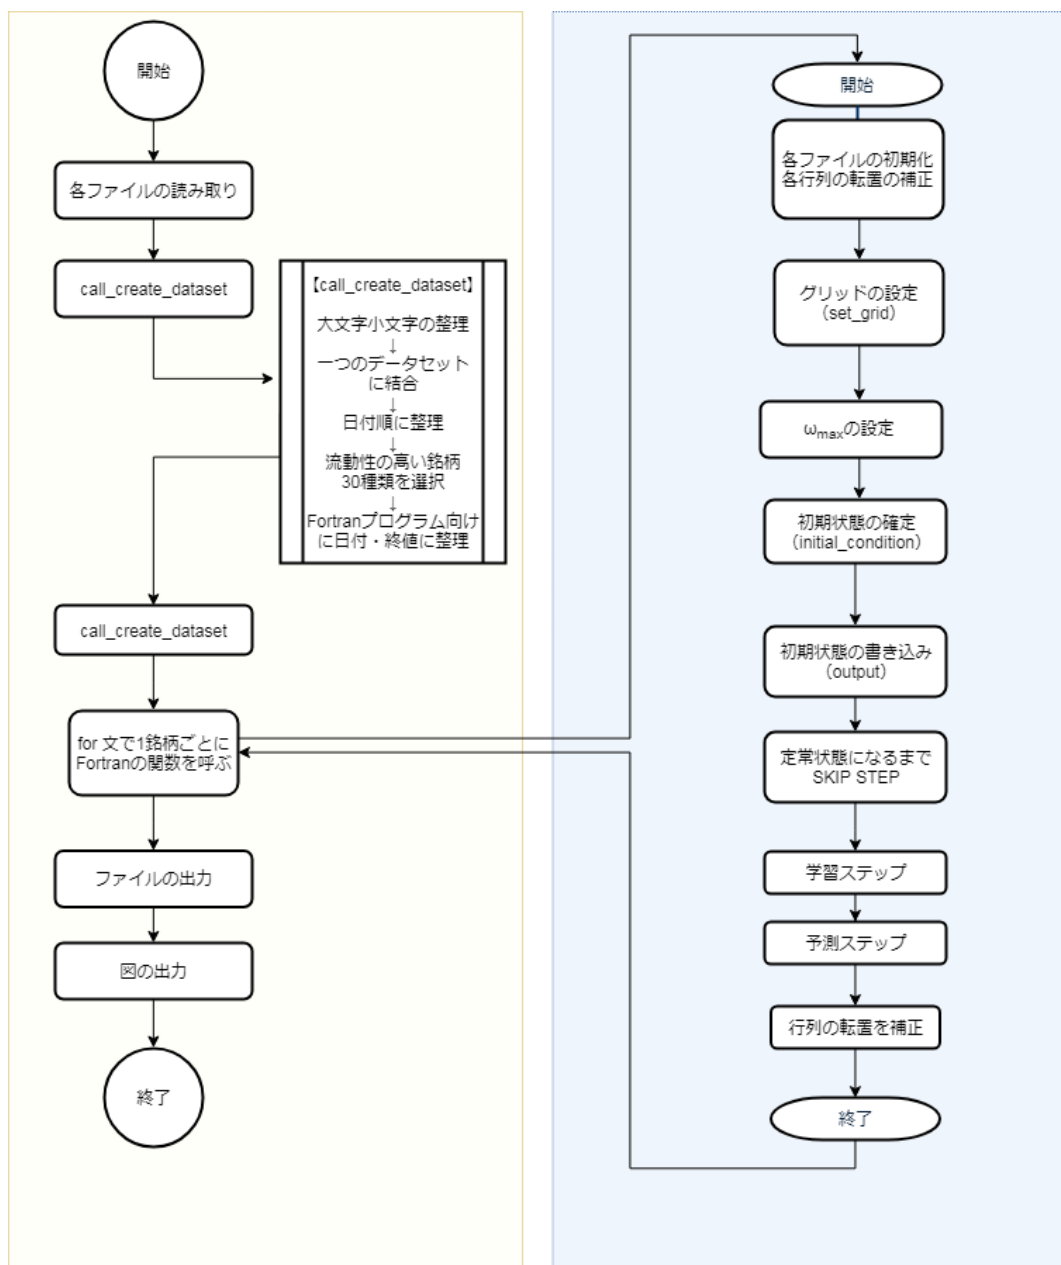 開始
各ファイルの読み取り
call_create_dataset
【call_create_dataset】
大文字小文字の整理
↓
一つのデータセット
に結合
↓
日付順に整理
↓
流動性の高い銘柄
30種類を選択
↓
Fortranプログラム向け
に日付・終値に整理
call_create_dataset
for 文で1銘柄ごとに
Fortranの関数を呼ぶ
ファイルの出力
図の出力
終了
開始
各ファイルの初期化
各行列の転置の補正
グリッドの設定
（set_grid）
ωmaxの設定
初期状態の確定
（initial_condition）
初期状態の書き込み
（output）
定常状態になるまで
SKIP STEP
学習ステップ
予測ステップ
行列の転置を補正
終了